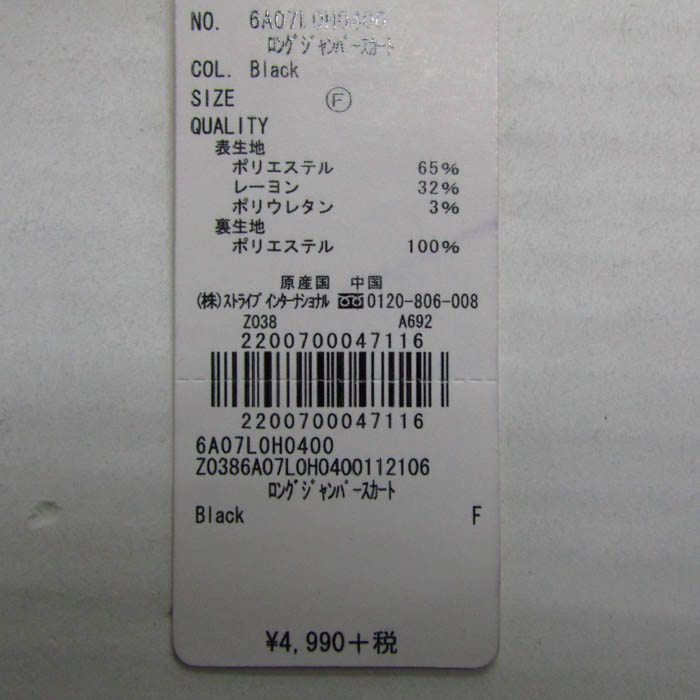 NO. 6A07L0H0400
ﾛﾝｸﾞｼﾞｬﾝﾊﾟｰｽｶｰﾄ
COL. Black
SIZE Ⓕ
QUALITY
表生地
ポリエステル 65%
レーヨン 32%
ポリウレタン 3%
裏生地
ポリエステル 100%
原産国 中国
(株)ｽﾄﾗｲﾌﾟｲﾝﾀｰﾅｼｮﾅﾙ 0120-806-008
Z038 A692
2200700047116
2200700047116
6A07L0H0400
Z0386A07L0H0400112106
ﾛﾝｸﾞｼﾞｬﾝﾊﾟｰｽｶｰﾄ
Black F
¥4,990+税